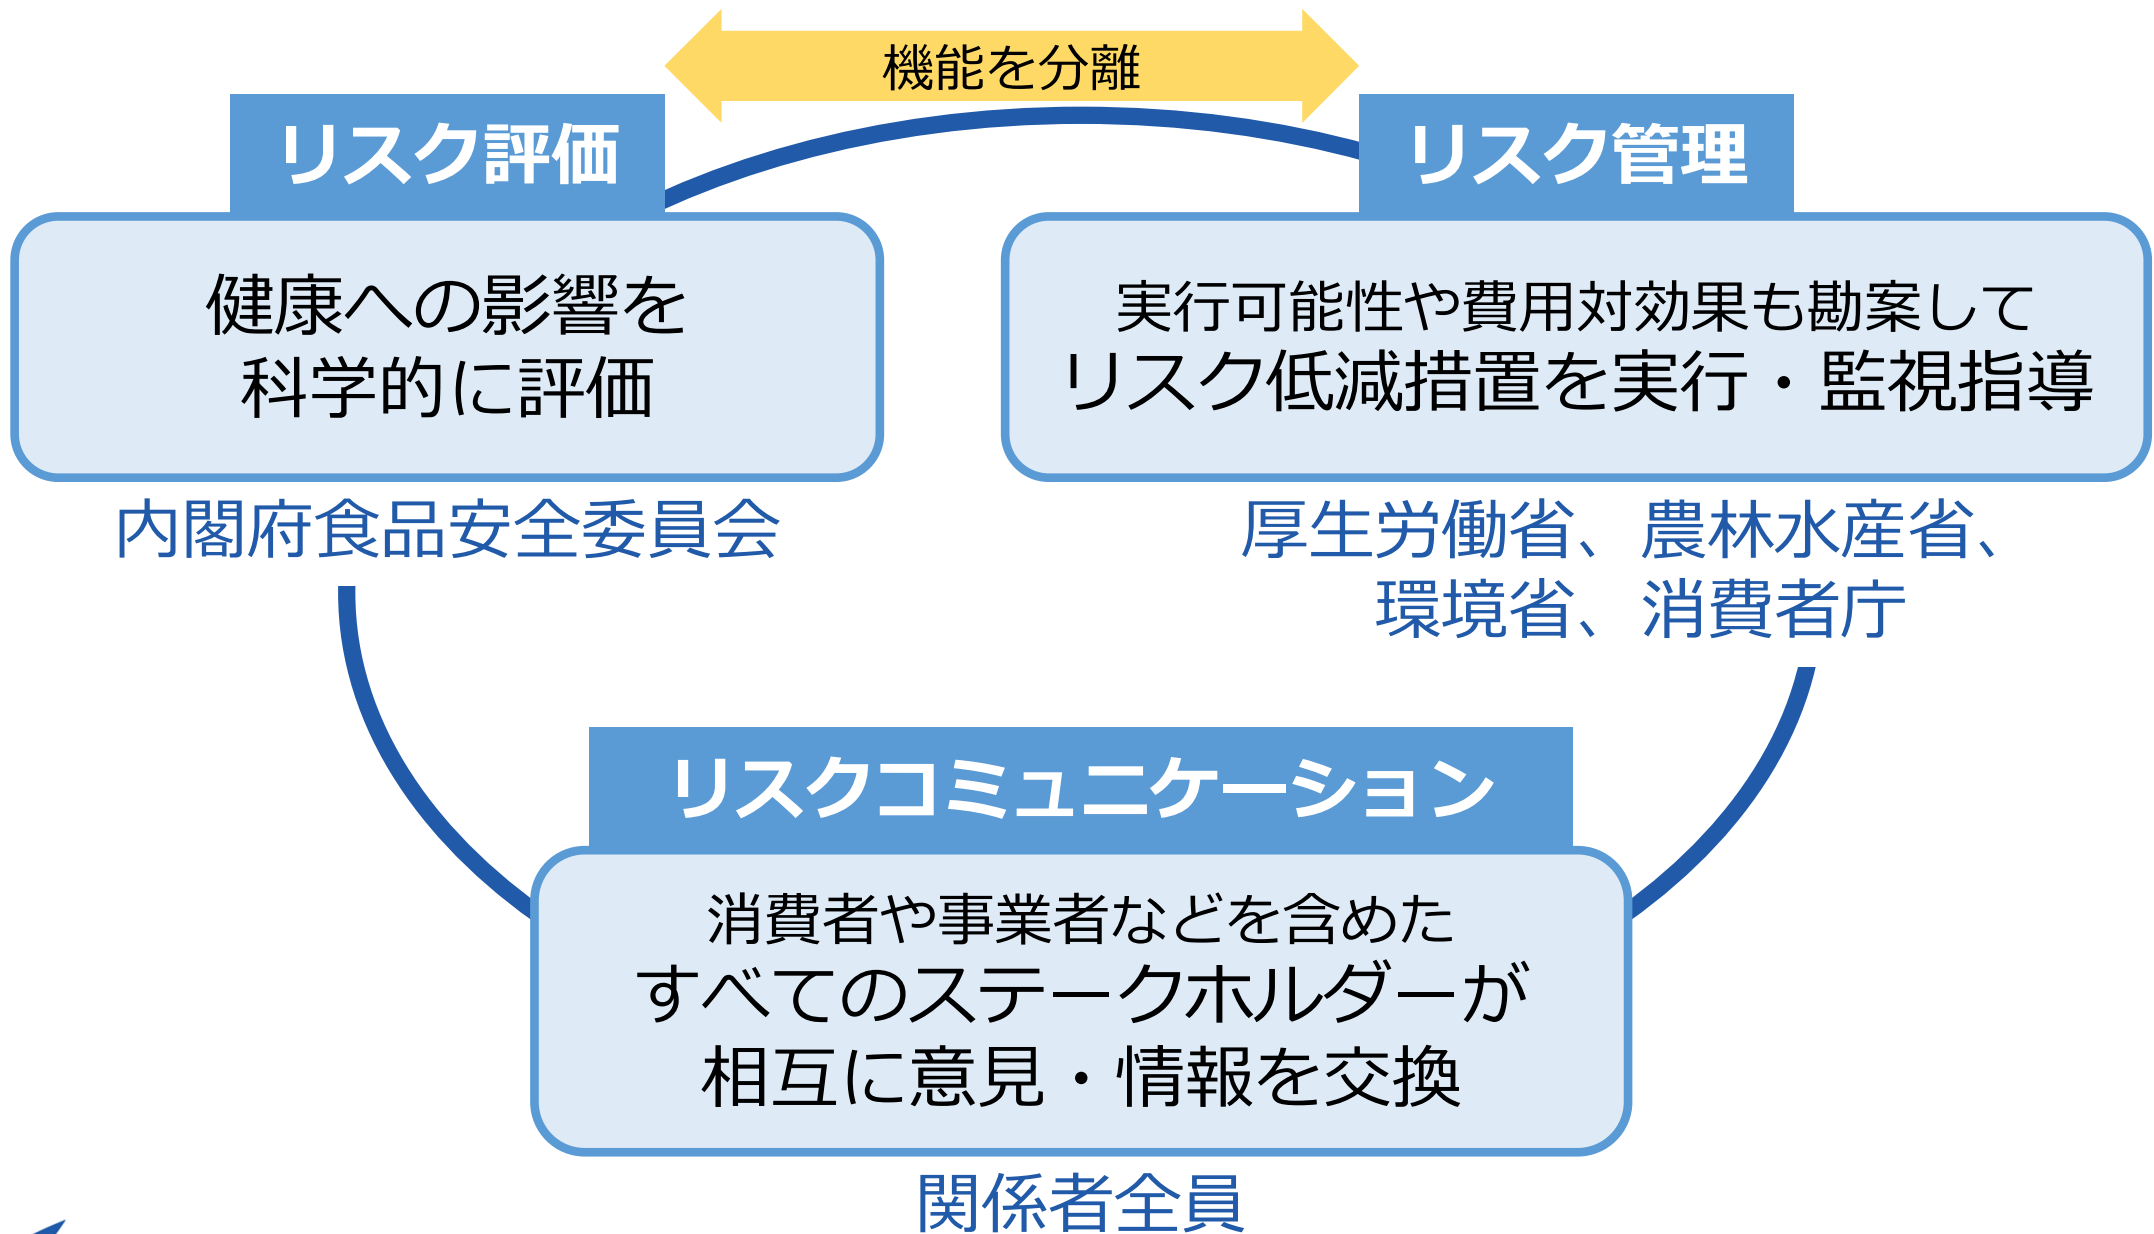 機能を分離
リスク評価
健康への影響を
科学的に評価
内閣府食品安全委員会
リスク管理
実行可能性や費用対効果も勘案して
リスク低減措置を実行・監視指導
厚生労働省、農林水産省、
環境省、消費者庁
リスクコミュニケーション
消費者や事業者などを含めた
すべてのステークホルダーが
相互に意見・情報を交換
関係者全員